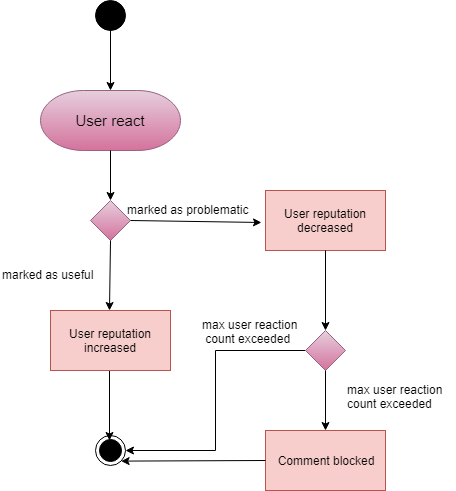 User react
marked as problematic
User reputation
decreased
marked as useful
User reputation
increased
max user reaction
count exceeded
max user reaction
count exceeded
Comment blocked